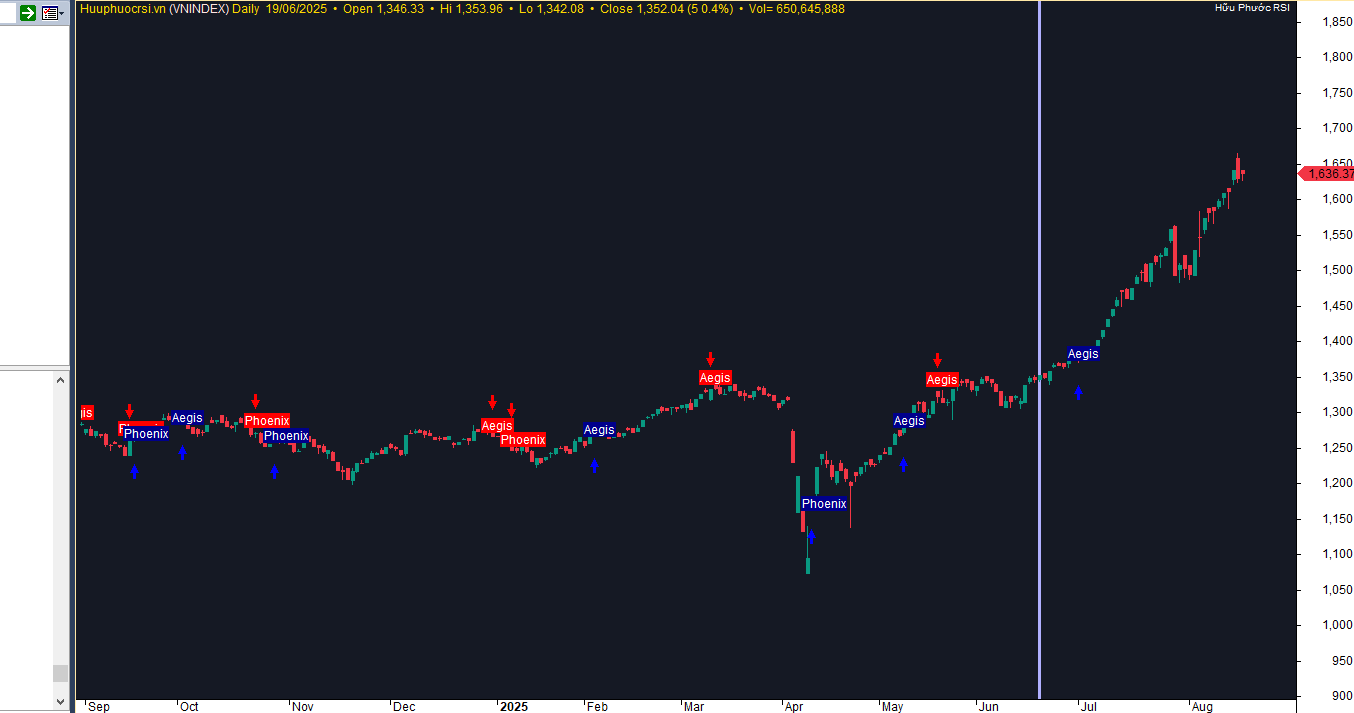 Huuphuocrsi.vn (VNINDEX) Daily 19/06/2025 • Open 1,346.33 • Hi 1,353.96 • Lo 1,342.08 • Close 1,352.04 (5 0.4%) • Vol= 650,645,888
Hữu Phước RSI
1,850
1,800
1,750
1,700
1,650
1,636.37
1,600
1,550
1,500
1,450
1,400
1,350
1,300
1,250
1,200
1,150
1,100
1,050
1,000
950
900
gis
Phoenix
Aegis
Phoenix
Phoenix
Aegis
Phoenix
Aegis
Aegis
Phoenix
Aegis
Aegis
Aegis
Sep Oct Nov Dec 2025 Feb Mar Apr May Jun Jul Aug